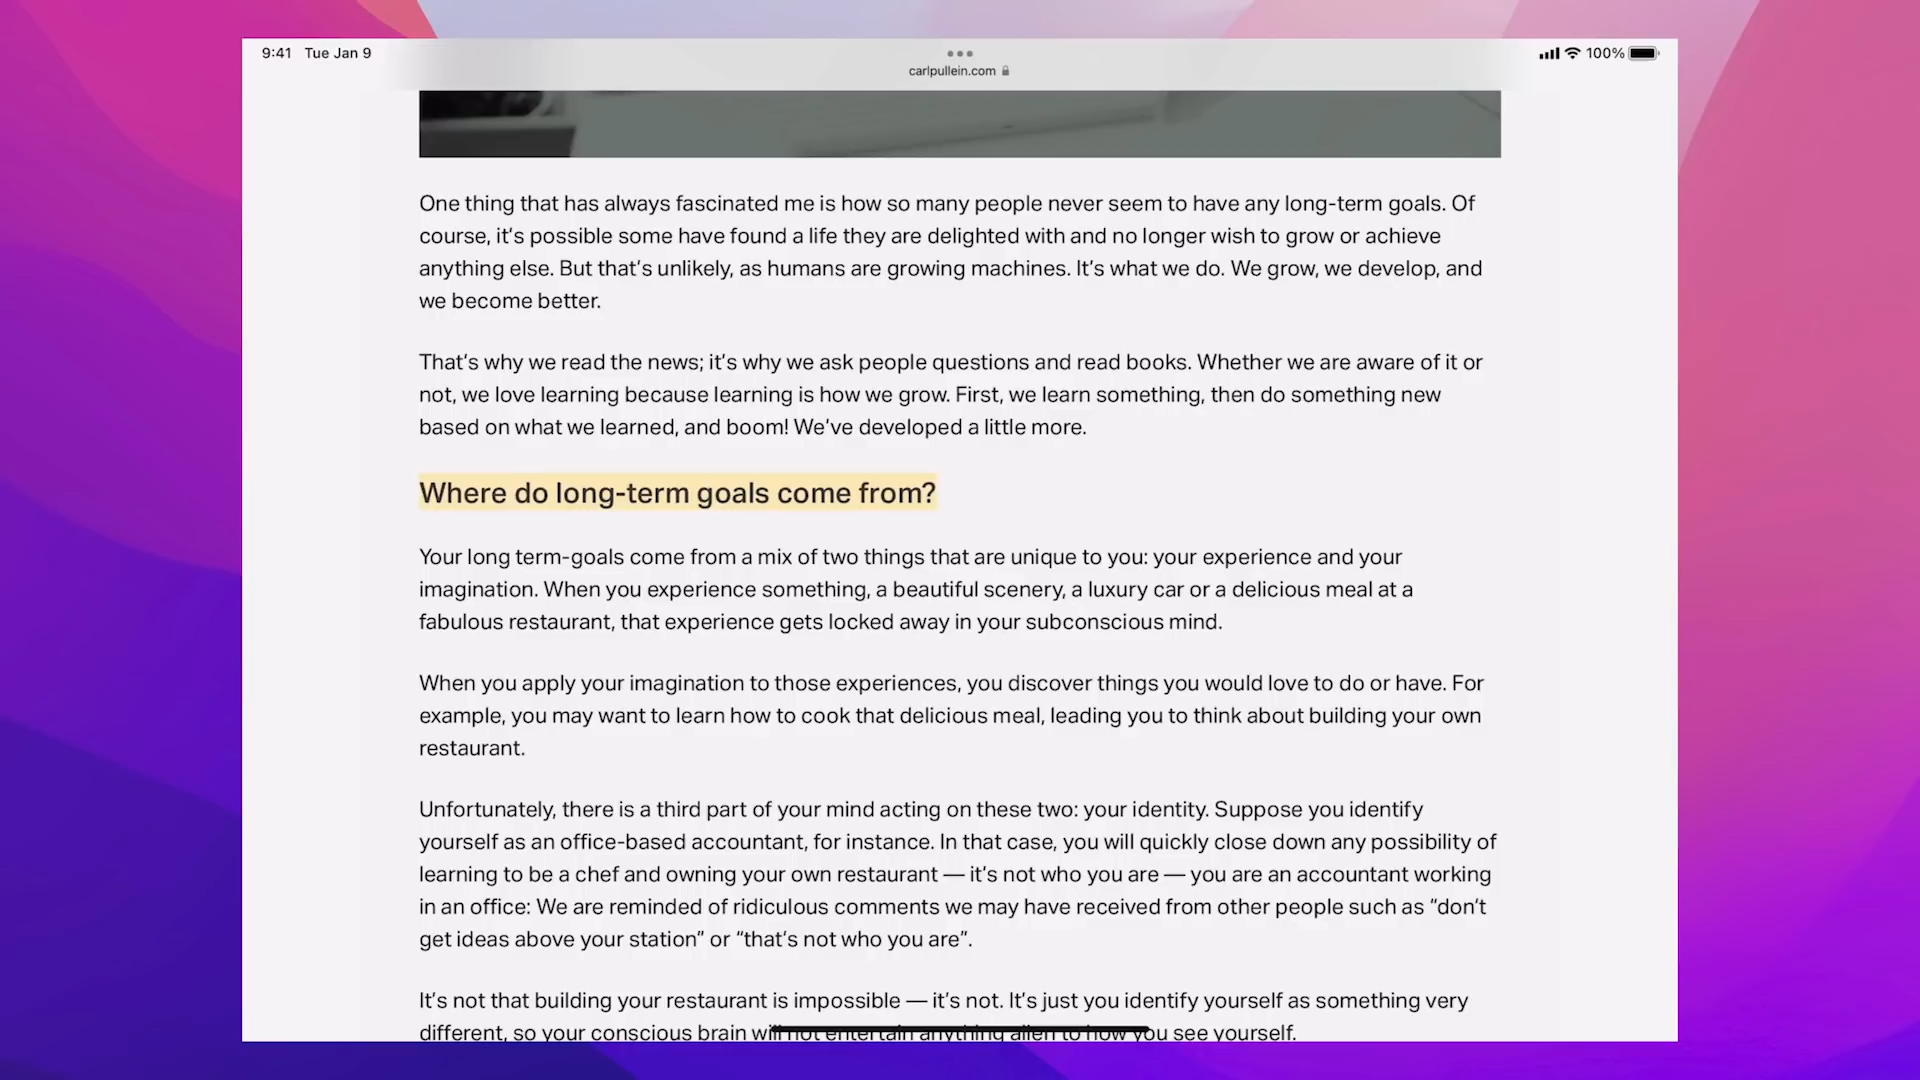 9:41 Tue Jan 9
100%
carlpullein.com
One thing that has always fascinated me is how so many people never seem to have any long-term goals. Of
course, it's possible some have found a life they are delighted with and no longer wish to grow or achieve
anything else. But that's unlikely, as humans are growing machines. It's what we do. We grow, we develop, and
we become better.
That's why we read the news; it's why we ask people questions and read books. Whether we are aware of it or
not, we love learning because learning is how we grow. First, we learn something, then do something new
based on what we learned, and boom! We've developed a little more.
Where do long-term goals come from?
Your long term-goals come from a mix of two things that are unique to you: your experience and your
imagination. When you experience something, a beautiful scenery, a luxury car or a delicious meal at a
fabulous restaurant, that experience gets locked away in your subconscious mind.
When you apply your imagination to those experiences, you discover things you would love to do or have. For
example, you may want to learn how to cook that delicious meal, leading you to think about building your own
restaurant.
Unfortunately, there is a third part of your mind acting on these two: your identity. Suppose you identify
yourself as an office-based accountant, for instance. In that case, you will quickly close down any possibility of
learning to be a chef and owning your own restaurant — it's not who you are — you are an accountant working
in an office: We are reminded of ridiculous comments we may have received from other people such as “don't
get ideas above your station” or “that's not who you are”.
It's not that building your restaurant is impossible — it's not. It's just you identify yourself as something very
different, so your conscious brain will not entertain anything alien to how you see yourself.